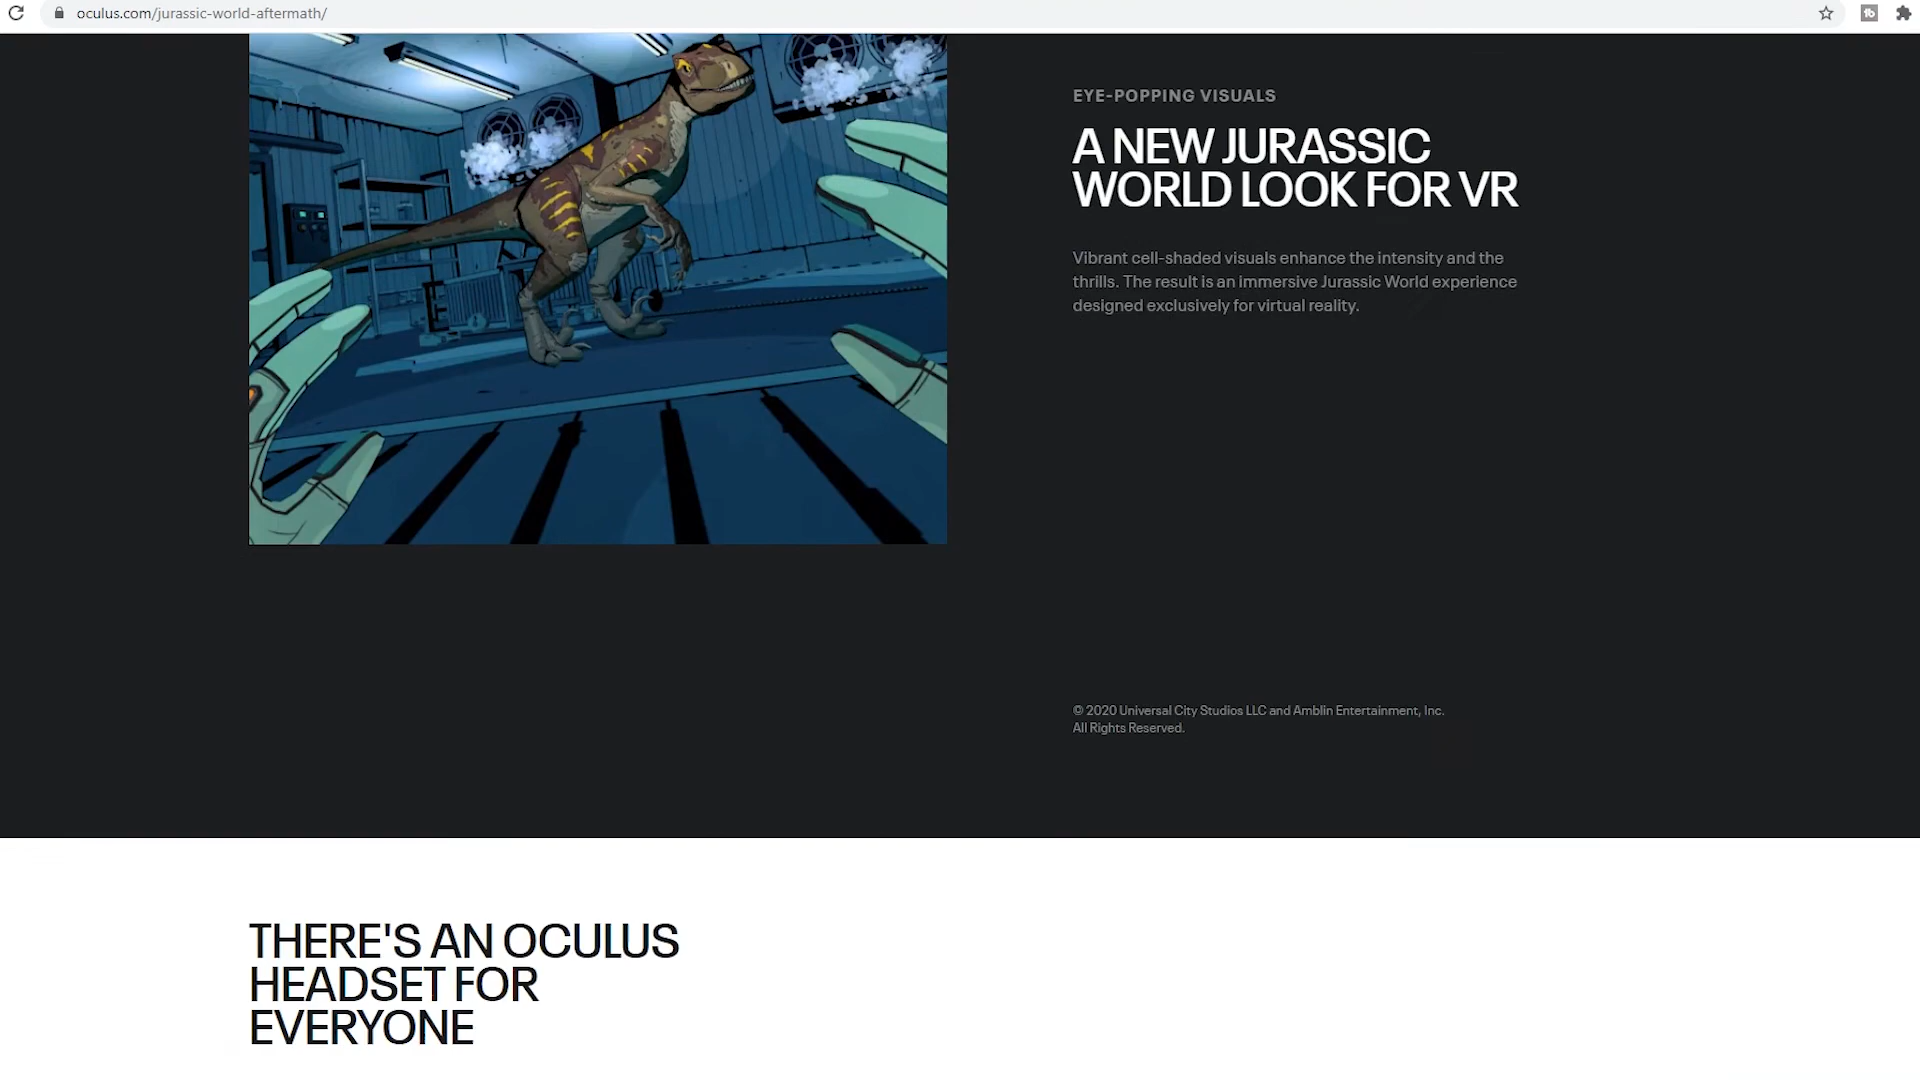 oculus.com/jurassic-world-aftermath/
EYE-POPPING VISUALS
A NEW JURASSIC
WORLD LOOK FOR VR
Vibrant cell-shaded visuals enhance the intensity and the
thrills. The result is an immersive Jurassic World experience
designed exclusively for virtual reality.
© 2020 Universal City Studios LLC and Amblin Entertainment, Inc.
All Rights Reserved.
THERE'S AN OCULUS
HEADSET FOR
EVERYONE